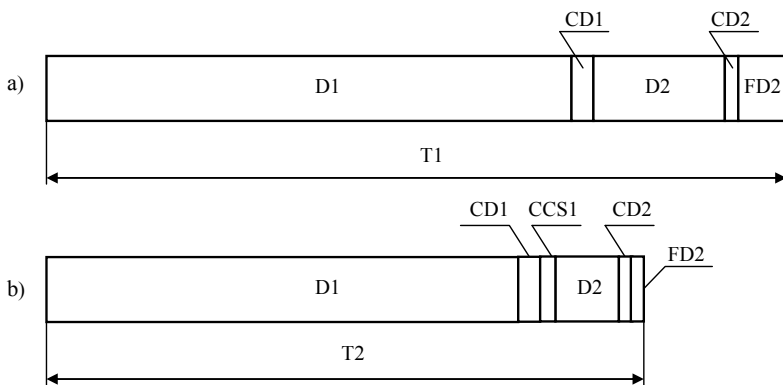 CD1 CD2
a) D1 D2 FD2
T1
CD1 CCS1 CD2
FD2
b) D1 D2
T2